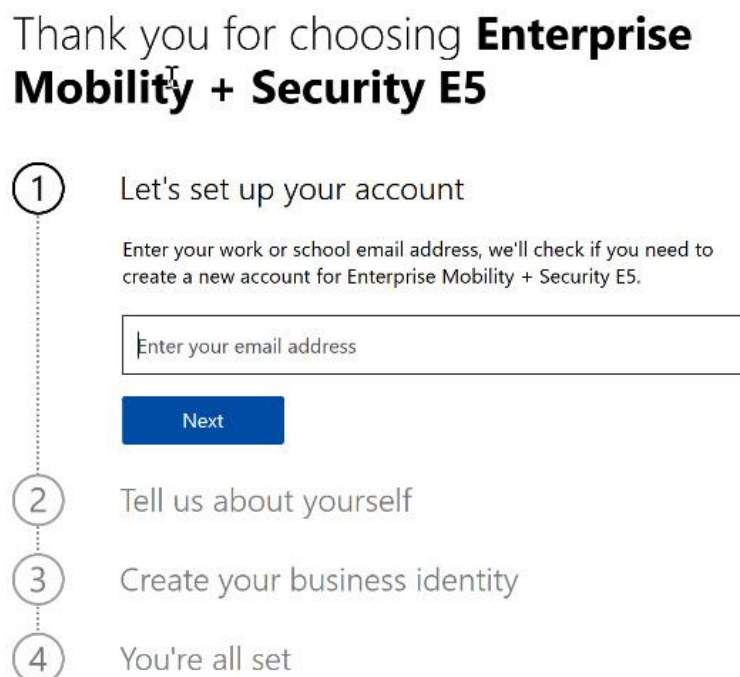 Thank you for choosing Enterprise
Mobility + Security E5
1
Let's set up your account
Enter your work or school email address, we'll check if you need to
create a new account for Enterprise Mobility + Security E5.
Enter your email address
Next
2
Tell us about yourself
3
Create your business identity
4
You're all set